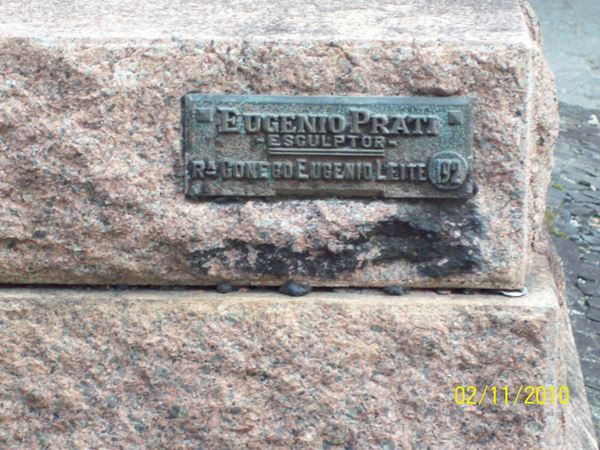 EUGENIO PRATI
- ESCULPTOR -
RA CONEGO EUGENIO LEITE 192
02/11/2010